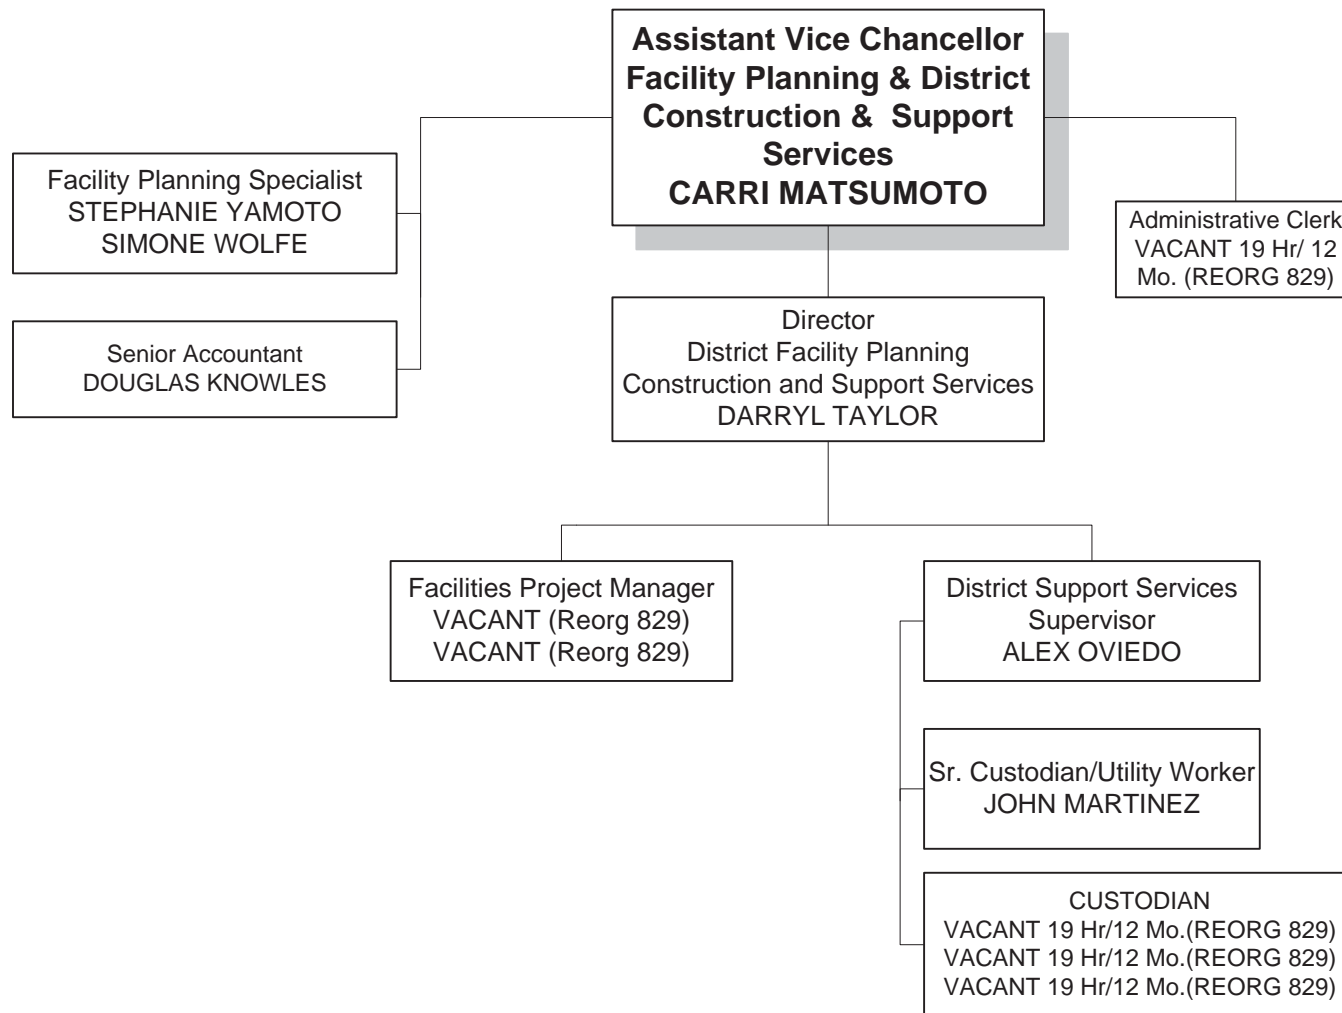 Assistant Vice Chancellor
Facility Planning & District
Construction & Support
Services
CARRI MATSUMOTO
Facility Planning Specialist
STEPHANIE YAMOTO
SIMONE WOLFE
Administrative Clerk
VACANT 19 Hr/ 12
Mo. (REORG 829)
Senior Accountant
DOUGLAS KNOWLES
Director
District Facility Planning
Construction and Support Services
DARRYL TAYLOR
Facilities Project Manager
VACANT (Reorg 829)
VACANT (Reorg 829)
District Support Services
Supervisor
ALEX OVIEDO
Sr. Custodian/Utility Worker
JOHN MARTINEZ
CUSTODIAN
VACANT 19 Hr/12 Mo.(REORG 829)
VACANT 19 Hr/12 Mo.(REORG 829)
VACANT 19 Hr/12 Mo.(REORG 829)